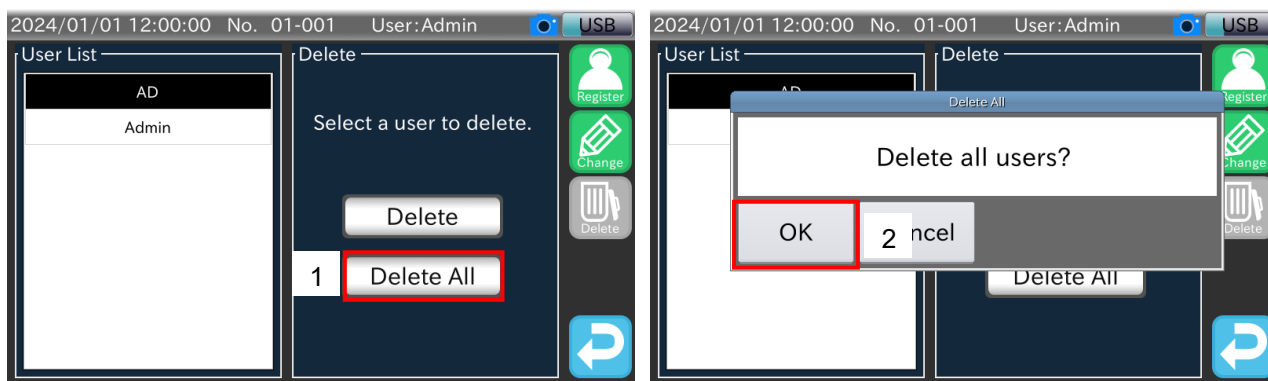 2024/01/01 12:00:00 No. 01-001 User:Admin USB
User List
AD
Admin
Delete
Select a user to delete.
Delete
1 Delete All
Register
Change
Delete
2024/01/01 12:00:00 No. 01-001 User:Admin USB
User List
AD
Delete
Delete All
Delete all users?
OK 2 ncel
Delete All
Register
Change
Delete